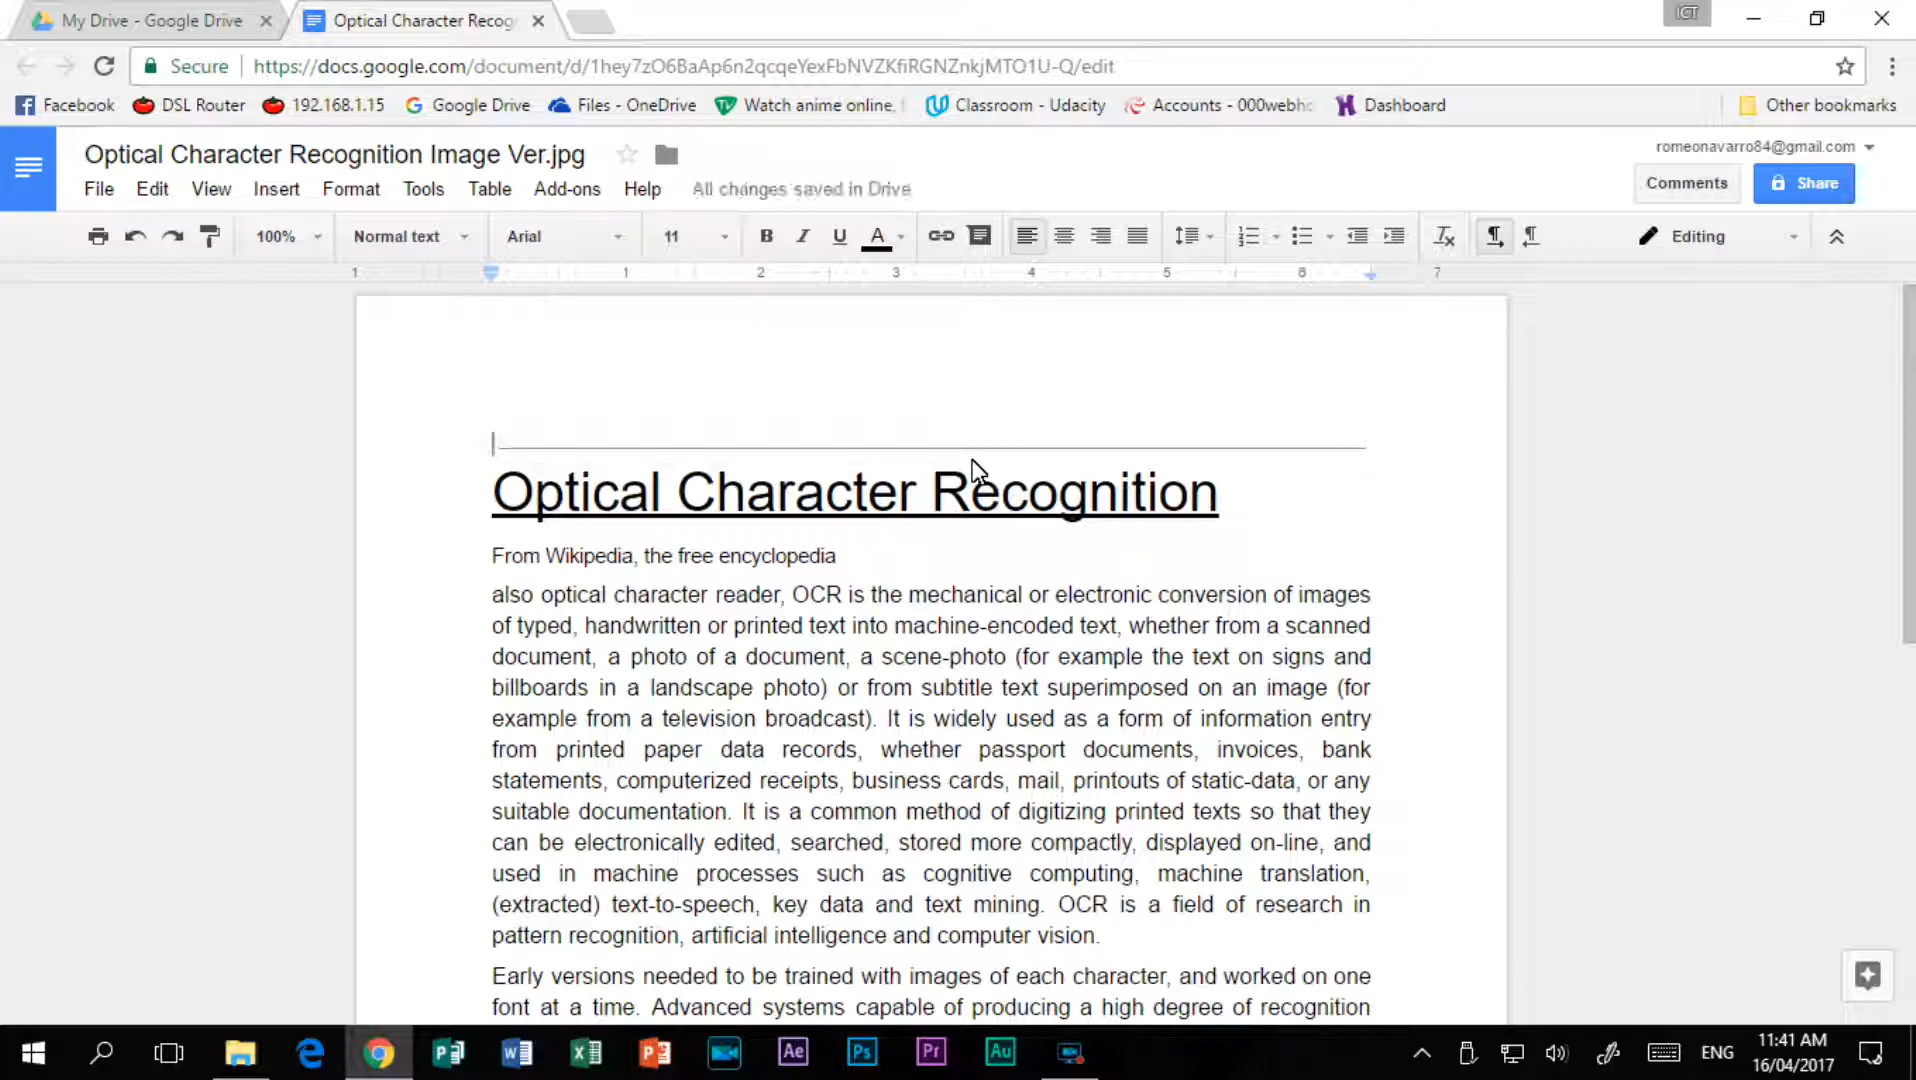 My Drive - Google Drive
Optical Character Recog
ICT
Secure
https://docs.google.com/document/d/1hey7zO6BaAp6n2qcqeYexFbNVZKfiRGNZnkjMTO1U-Q/edit
Facebook
DSL Router
192.168.1.15
Google Drive
Files - OneDrive
Watch anime online,
Classroom - Udacity
Accounts - 000webho
Dashboard
Other bookmarks
Optical Character Recognition Image Ver.jpg
romeonavarro84@gmail.com
File Edit View Insert Format Tools Table Add-ons Help
All changes saved in Drive
Comments
Share
100%
Normal text
Arial
11
B I U A
Editing
1 1 2 3 4 5 6 7
Optical Character Recognition
From Wikipedia, the free encyclopedia
also optical character reader, OCR is the mechanical or electronic conversion of images
of typed, handwritten or printed text into machine-encoded text, whether from a scanned
document, a photo of a document, a scene-photo (for example the text on signs and
billboards in a landscape photo) or from subtitle text superimposed on an image (for
example from a television broadcast). It is widely used as a form of information entry
from printed paper data records, whether passport documents, invoices, bank
statements, computerized receipts, business cards, mail, printouts of static-data, or any
suitable documentation. It is a common method of digitizing printed texts so that they
can be electronically edited, searched, stored more compactly, displayed on-line, and
used in machine processes such as cognitive computing, machine translation,
(extracted) text-to-speech, key data and text mining. OCR is a field of research in
pattern recognition, artificial intelligence and computer vision.
Early versions needed to be trained with images of each character, and worked on one
font at a time. Advanced systems capable of producing a high degree of recognition
Ae
Ps
Pr
Au
ENG
11:41 AM
16/04/2017